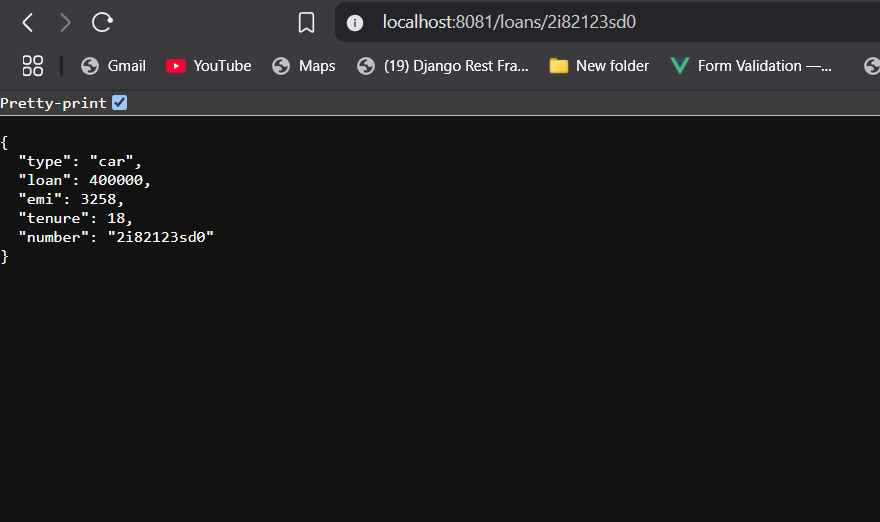 localhost:8081/loans/2i82123sd0
Gmail YouTube Maps (19) Django Rest Fra... New folder Form Validation —...
Pretty-print
{
"type": "car",
"loan": 400000,
"emi": 3258,
"tenure": 18,
"number": "2i82123sd0"
}